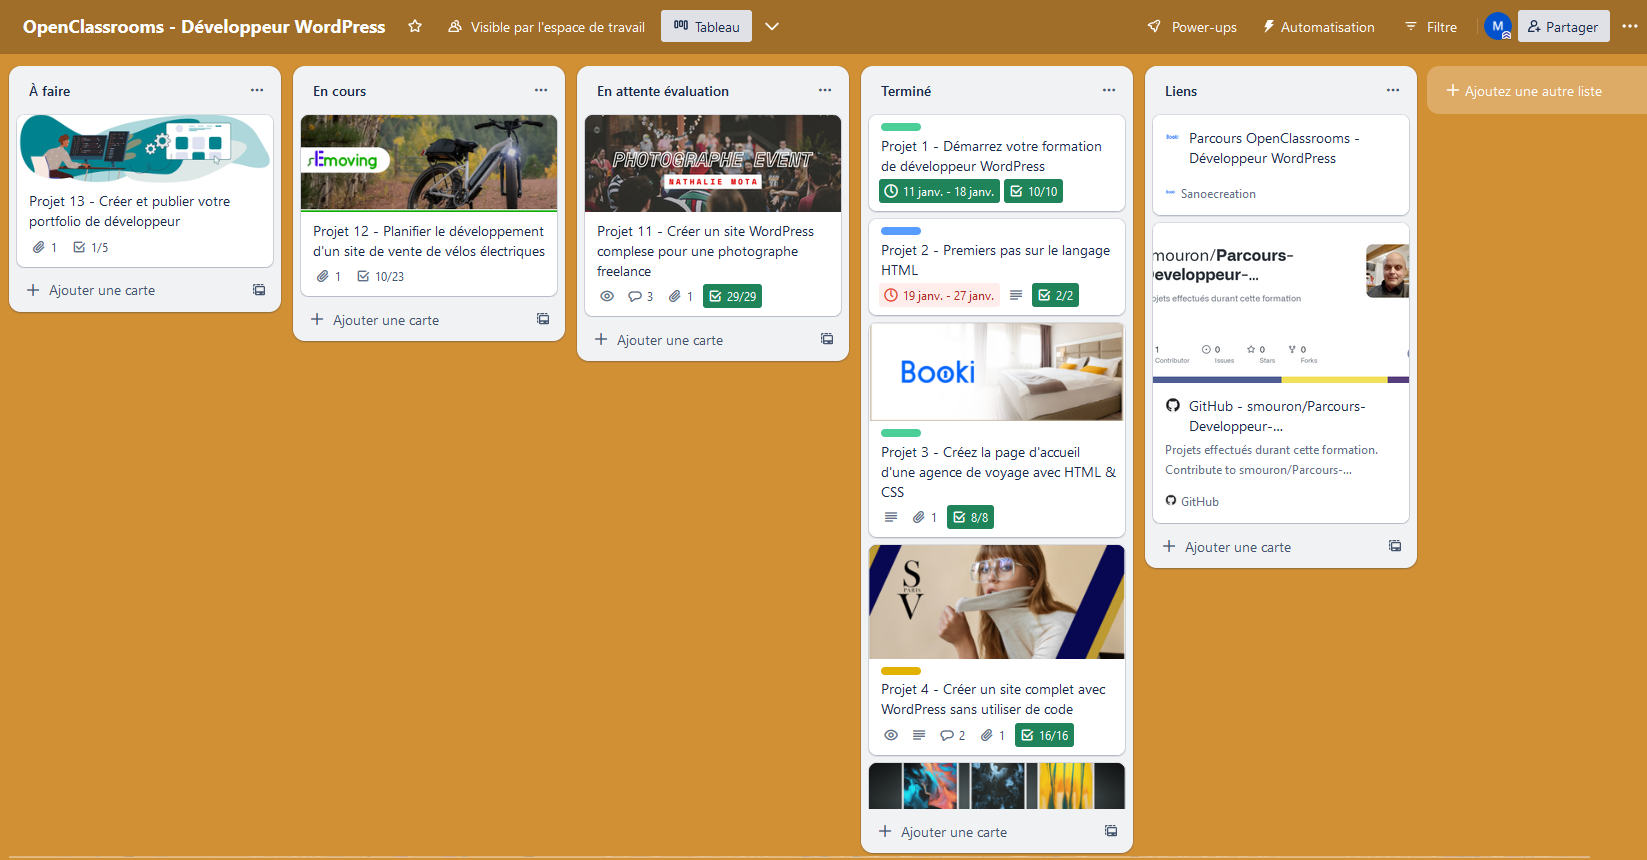 OpenClassrooms - Développeur WordPress
Visible par l'espace de travail
Tableau
Power-ups
Automatisation
Filtre
M
Partager
À faire
Projet 13 - Créer et publier votre
portfolio de développeur
1
1/5
Ajouter une carte
En cours
Emoving
Projet 12 - Planifier le développement
d'un site de vente de vélos électriques
1
10/23
Ajouter une carte
En attente évaluation
PHOTOGRAPHE EVENT
NATHALIE MOTA
Projet 11 - Créer un site WordPress
complese pour une photographe
freelance
3
1
29/29
Ajouter une carte
Terminé
Projet 1 - Démarrez votre formation
de développeur WordPress
11 janv. - 18 janv.
10/10
Projet 2 - Premiers pas sur le langage
HTML
19 janv. - 27 janv.
2/2
Booki
Projet 3 - Créez la page d'accueil
d'une agence de voyage avec HTML &
CSS
1
8/8
S
PARIS
V
Projet 4 - Créer un site complet avec
WordPress sans utiliser de code
2
1
16/16
Ajouter une carte
Liens
Booki
Parcours OpenClassrooms -
Développeur WordPress
Sanoecreation
mouron/Parcours-
eveloppeur-...
ojets effectués durant cette formation
1
Contributor
0
Issues
0
Stars
0
Forks
GitHub - smouron/Parcours-
Developpeur-...
Projets effectués durant cette formation.
Contribute to smouron/Parcours-...
GitHub
Ajouter une carte
Ajoutez une autre liste